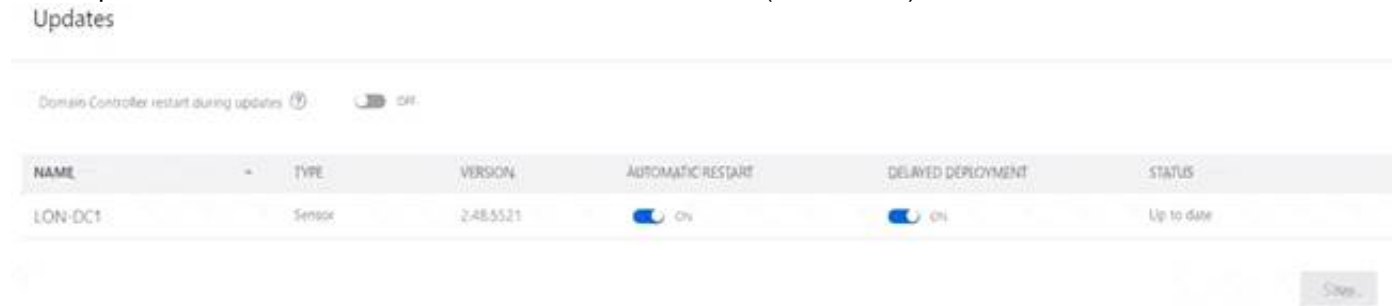 Updates
Domain Controller restart during updates OFF
NAME TYPE VERSION AUTOMATIC RESTART DELAYED DEPLOYMENT STATUS
LON-DC1 Sensor 2.48.5521 ON ON Up to date
Save